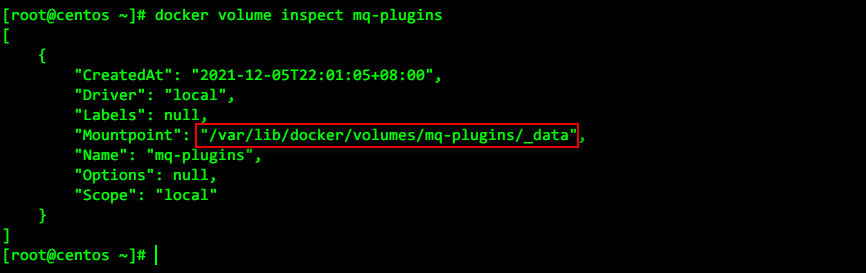 [root@centos ~]# docker volume inspect mq-plugins
[
    {
        "CreatedAt": "2021-12-05T22:01:05+08:00",
        "Driver": "local",
        "Labels": null,
        "Mountpoint": "/var/lib/docker/volumes/mq-plugins/_data",
        "Name": "mq-plugins",
        "Options": null,
        "Scope": "local"
    }
]
[root@centos ~]#